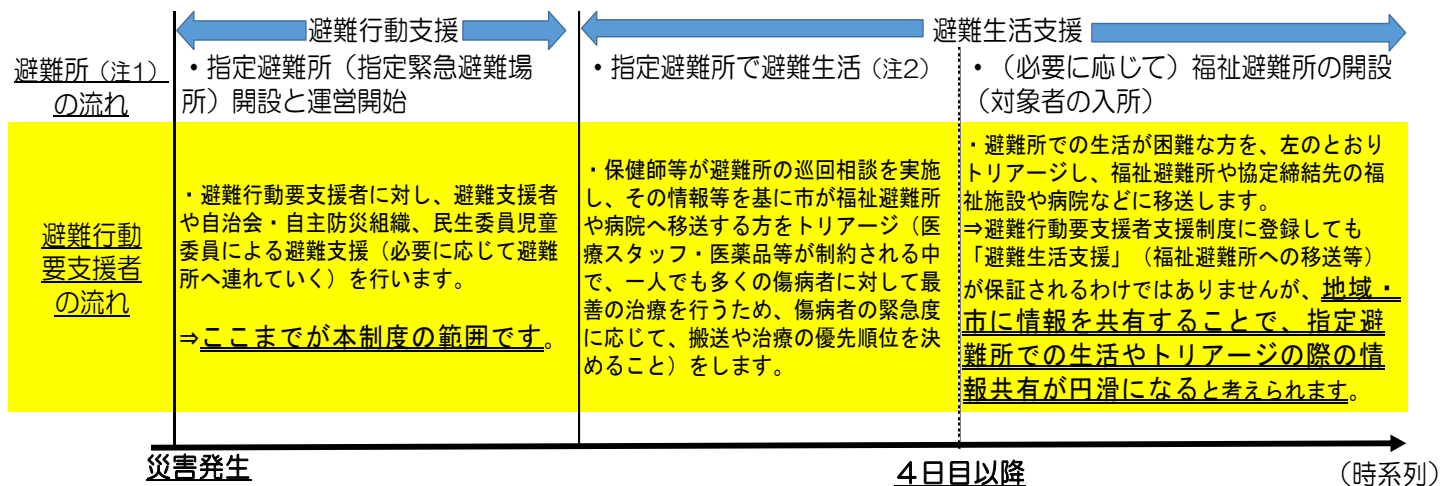 避難行動支援
避難生活支援
避難所（注1）
の流れ
・指定避難所（指定緊急避難場
所）開設と運営開始
・指定避難所で避難生活（注2）
・（必要に応じて）福祉避難所の開設
（対象者の入所）
避難行動
要支援者
の流れ
・避難行動要支援者に対し、避難支援者
や自治会・自主防災組織、民生委員児童
委員による避難支援（必要に応じて避難
所へ連れていく）を行います。
⇒ここまでが本制度の範囲です。
・保健師等が避難所の巡回相談を実施
し、その情報等を基に市が福祉避難所
や病院へ移送する方をトリアージ（医
療スタッフ・医薬品等が制約される中
で、一人でも多くの傷病者に対して最
善の治療を行うため、傷病者の緊急度
に応じて、搬送や治療の優先順位を決
めること）をします。
・避難所での生活が困難な方を、左のとおり
トリアージし、福祉避難所や協定締結先の福
祉施設や病院などに移送します。
⇒避難行動要支援者支援制度に登録しても
「避難生活支援」（福祉避難所への移送等）
が保証されるわけではありませんが、地域・
市に情報を共有することで、指定避
難所での生活やトリアージの際の情
報共有が円滑になると考えられます。
災害発生
４日目以降
（時系列）